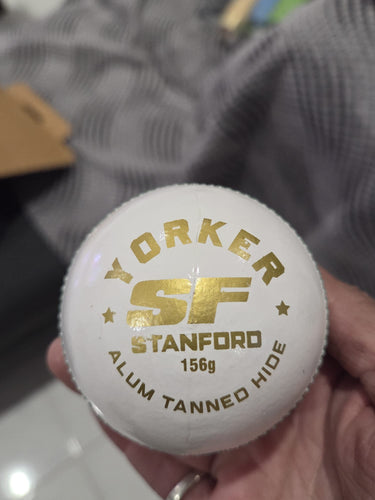 YORKER
SF
STANFORD
156g
ALUM TANNED HIDE